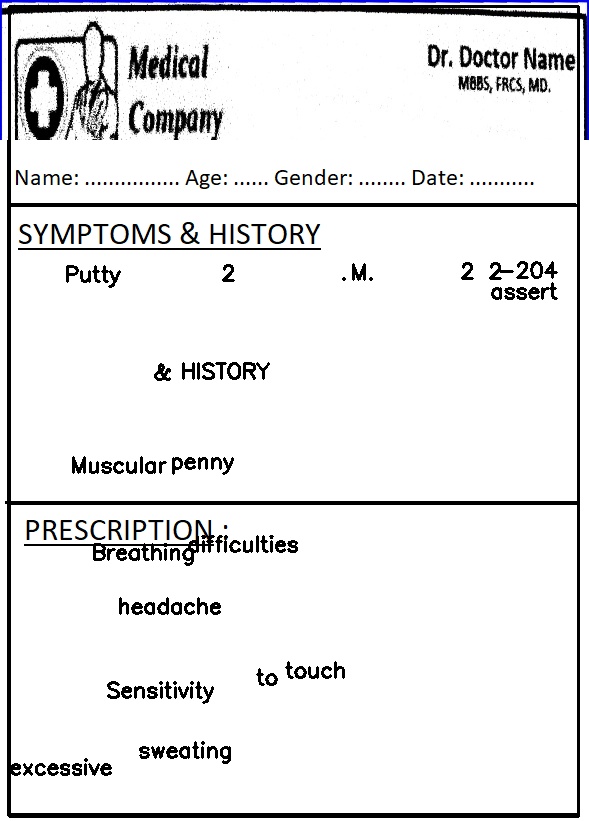 Medical
Company
Dr. Doctor Name
MBBS, FRCS, MD.
Name: ................ Age: ...... Gender: ........ Date: ...........
SYMPTOMS & HISTORY
Putty 2 .M. 2 2-204
assert
& HISTORY
Muscular penny
PRESCRIPTION :
Breathing difficulties
headache
Sensitivity to touch
excessive sweating